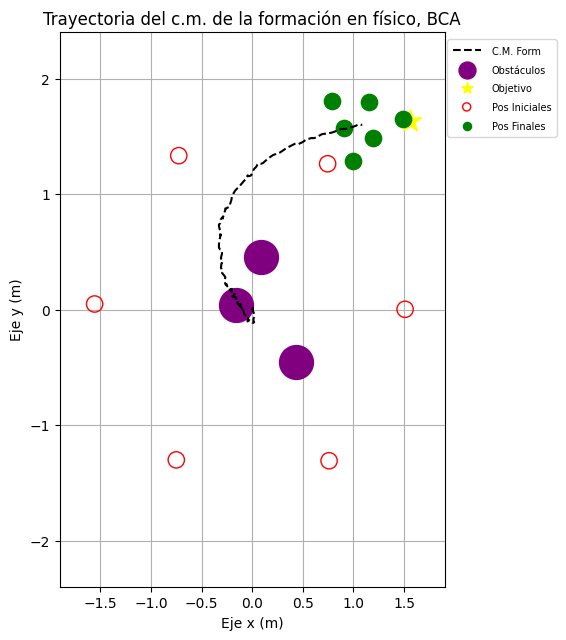 Trayectoria del c.m. de la formación en físico, BCA
C.M. Form
Obstáculos
Objetivo
Pos Iniciales
Pos Finales
Eje y (m)
2
1
0
−1
−2
−1.5
−1.0
−0.5
0.0
0.5
1.0
1.5
Eje x (m)